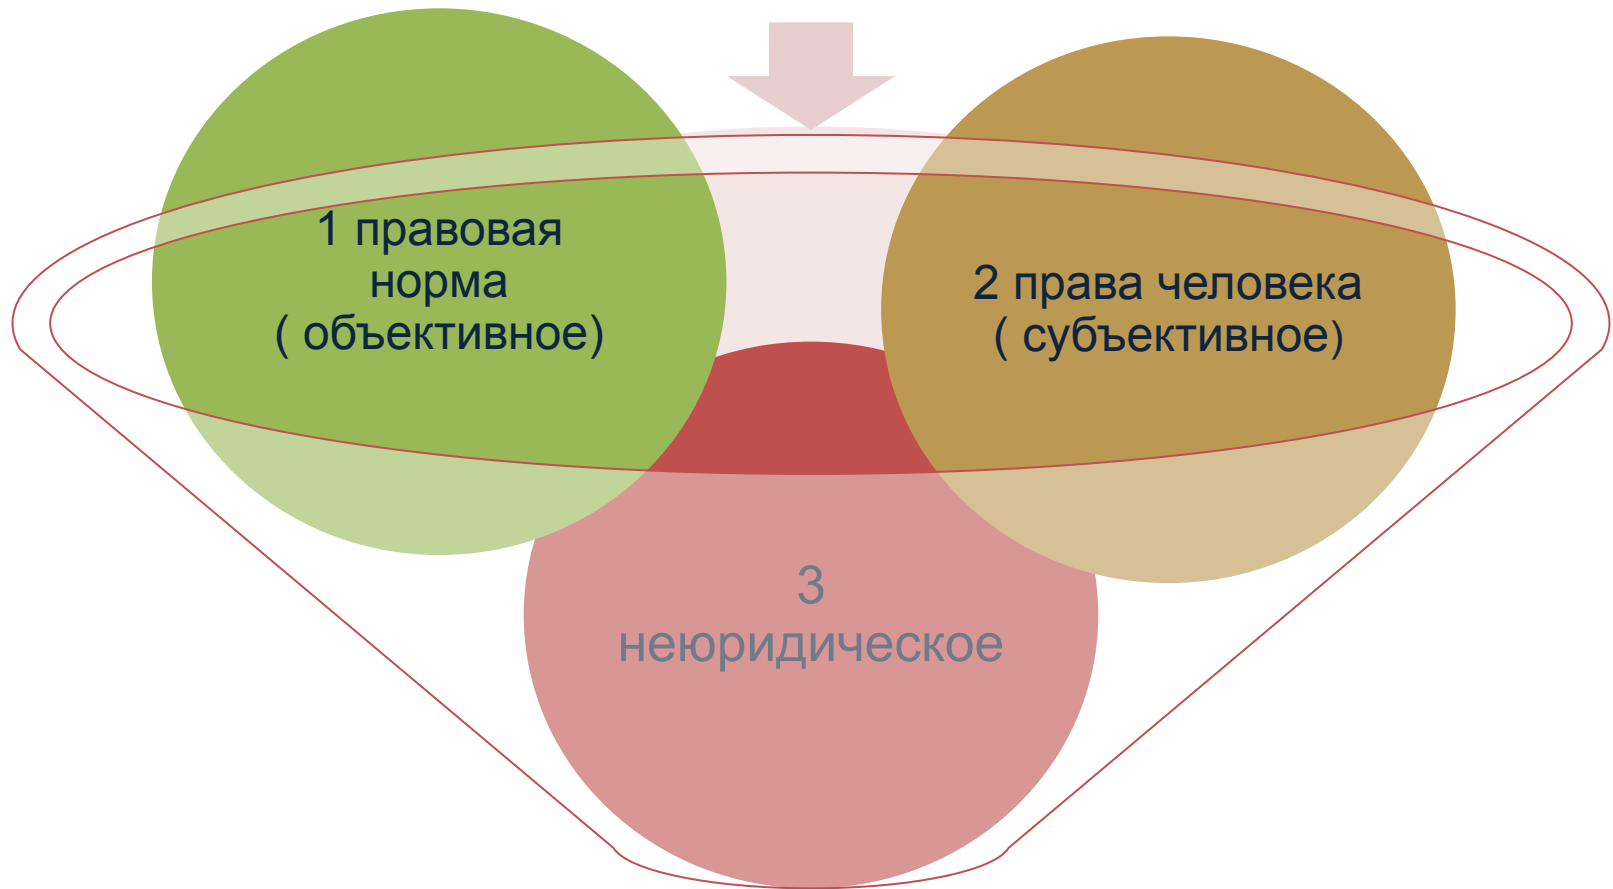 1 правовая
норма
( объективное)
2 права человека
( субъективное)
3
неюридическое